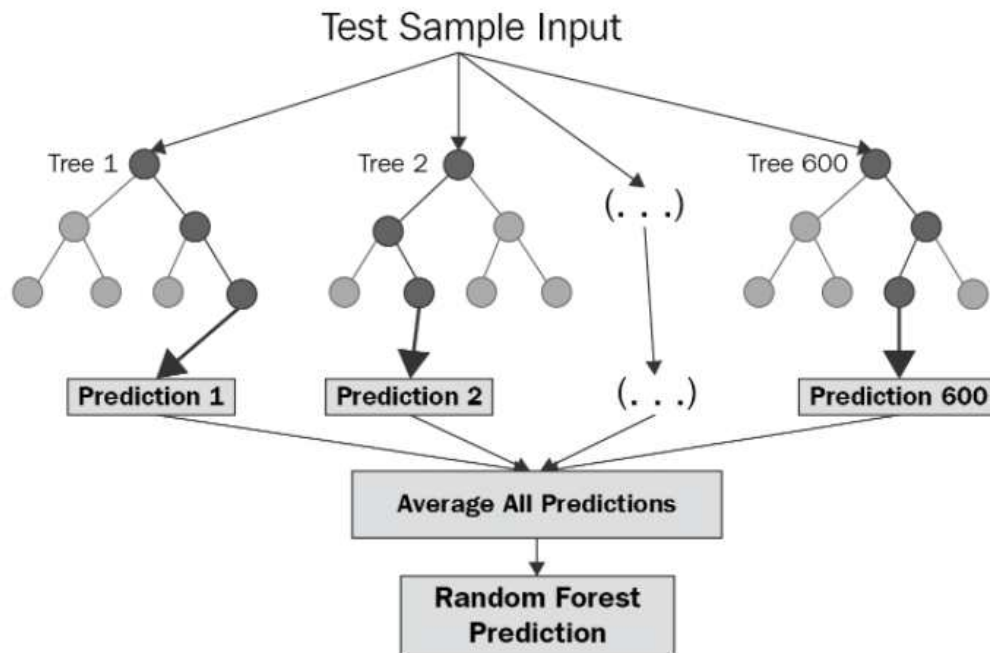 Test Sample Input
Tree 1
Tree 2
Tree 600
(. . .)
Prediction 1
Prediction 2
(. . .)
Prediction 600
Average All Predictions
Random Forest
Prediction